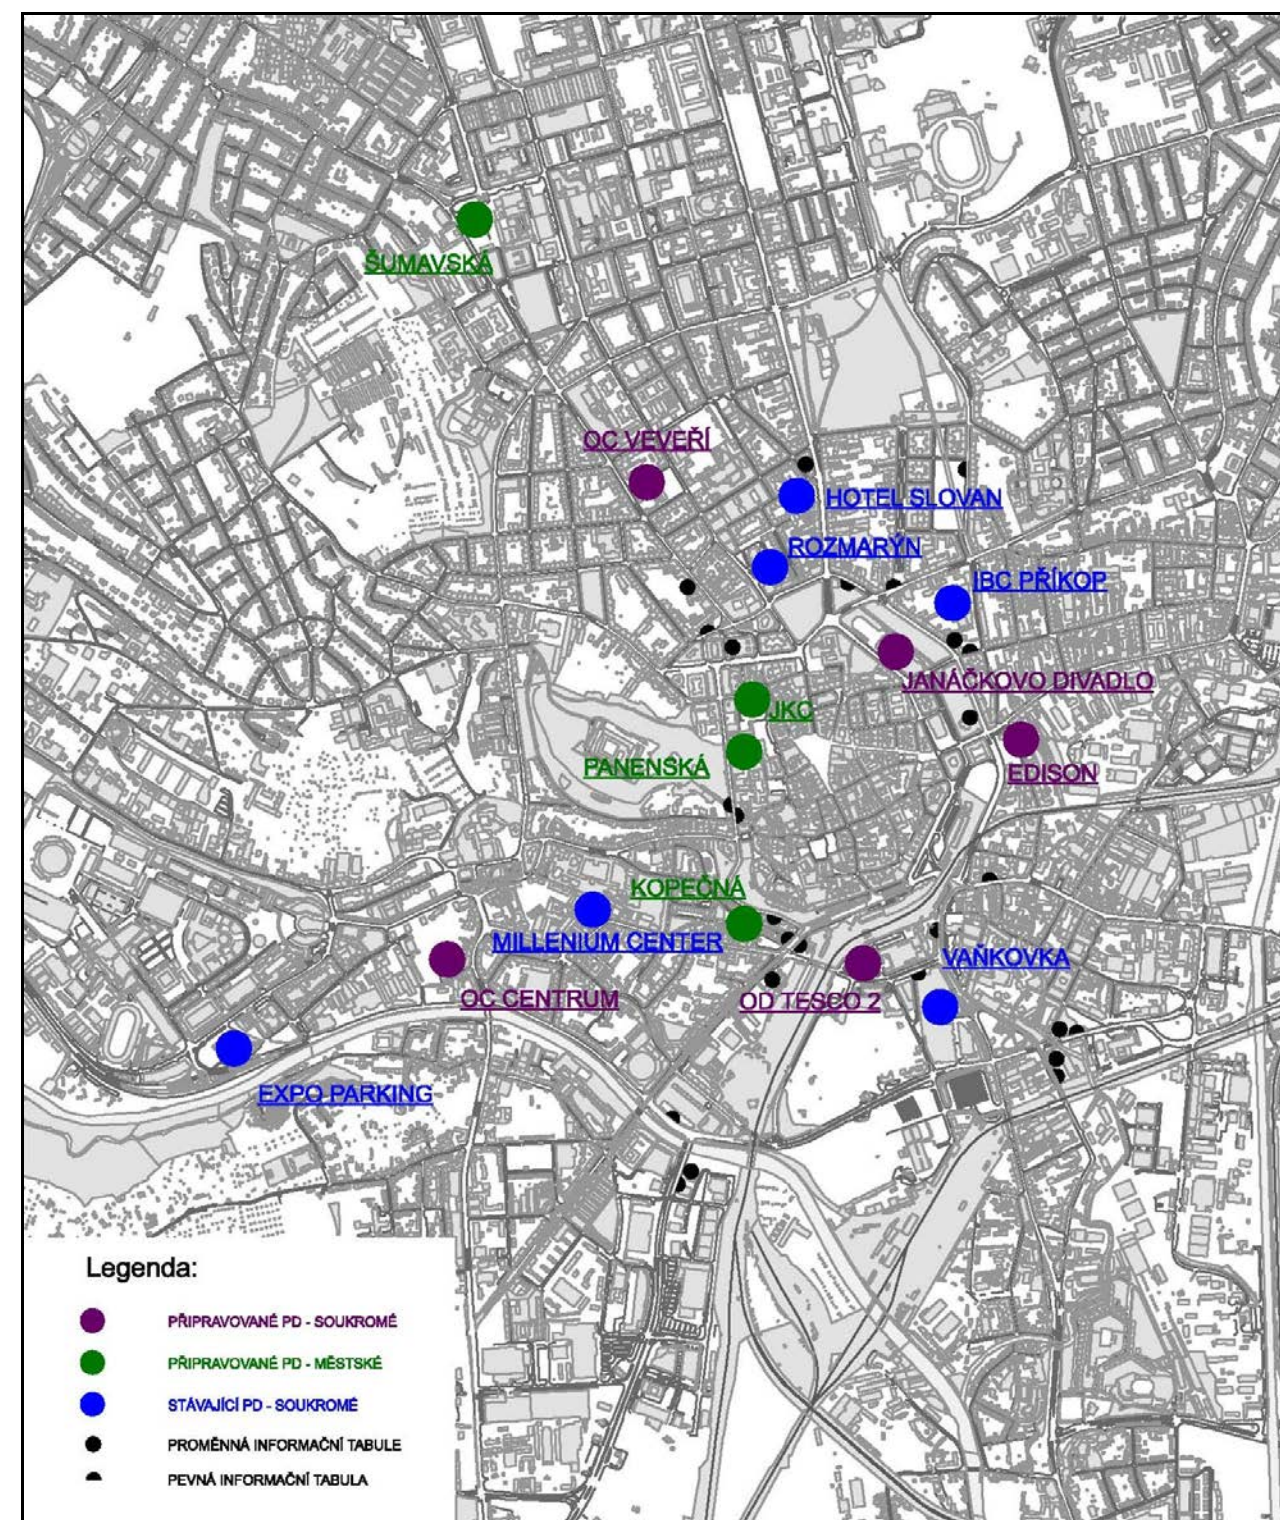 ŠUMAVSKÁ
OC VEVEŘÍ
HOTEL SLOVAN
ROZMARÝN
IBC PŘÍKOP
JANÁČKOVO DIVADLO
JKC
PANENSKÁ
EDISON
KOPEČNÁ
MILLENIUM CENTER
VAŇKOVKA
OC CENTRUM
OD TESCO 2
EXPO PARKING
Legenda:
PŘIPRAVOVANÉ PD - SOUKROMÉ
PŘIPRAVOVANÉ PD - MĚSTSKÉ
STÁVAJÍCÍ PD - SOUKROMÉ
PROMĚNNÁ INFORMAČNÍ TABULE
PEVNÁ INFORMAČNÍ TABULA